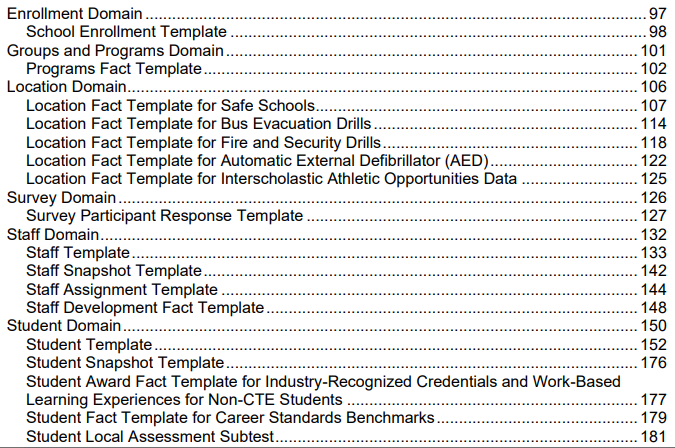 Enrollment Domain ........ 97
School Enrollment Template ........ 98
Groups and Programs Domain ........ 101
Programs Fact Template ........ 102
Location Domain ........ 106
Location Fact Template for Safe Schools ........ 107
Location Fact Template for Bus Evacuation Drills ........ 114
Location Fact Template for Fire and Security Drills ........ 118
Location Fact Template for Automatic External Defibrillator (AED) ........ 122
Location Fact Template for Interscholastic Athletic Opportunities Data ........ 125
Survey Domain ........ 126
Survey Participant Response Template ........ 127
Staff Domain ........ 132
Staff Template ........ 133
Staff Snapshot Template ........ 142
Staff Assignment Template ........ 144
Staff Development Fact Template ........ 148
Student Domain ........ 150
Student Template ........ 152
Student Snapshot Template ........ 176
Student Award Fact Template for Industry-Recognized Credentials and Work-Based
Learning Experiences for Non-CTE Students ........ 177
Student Fact Template for Career Standards Benchmarks ........ 179
Student Local Assessment Subtest ........ 181